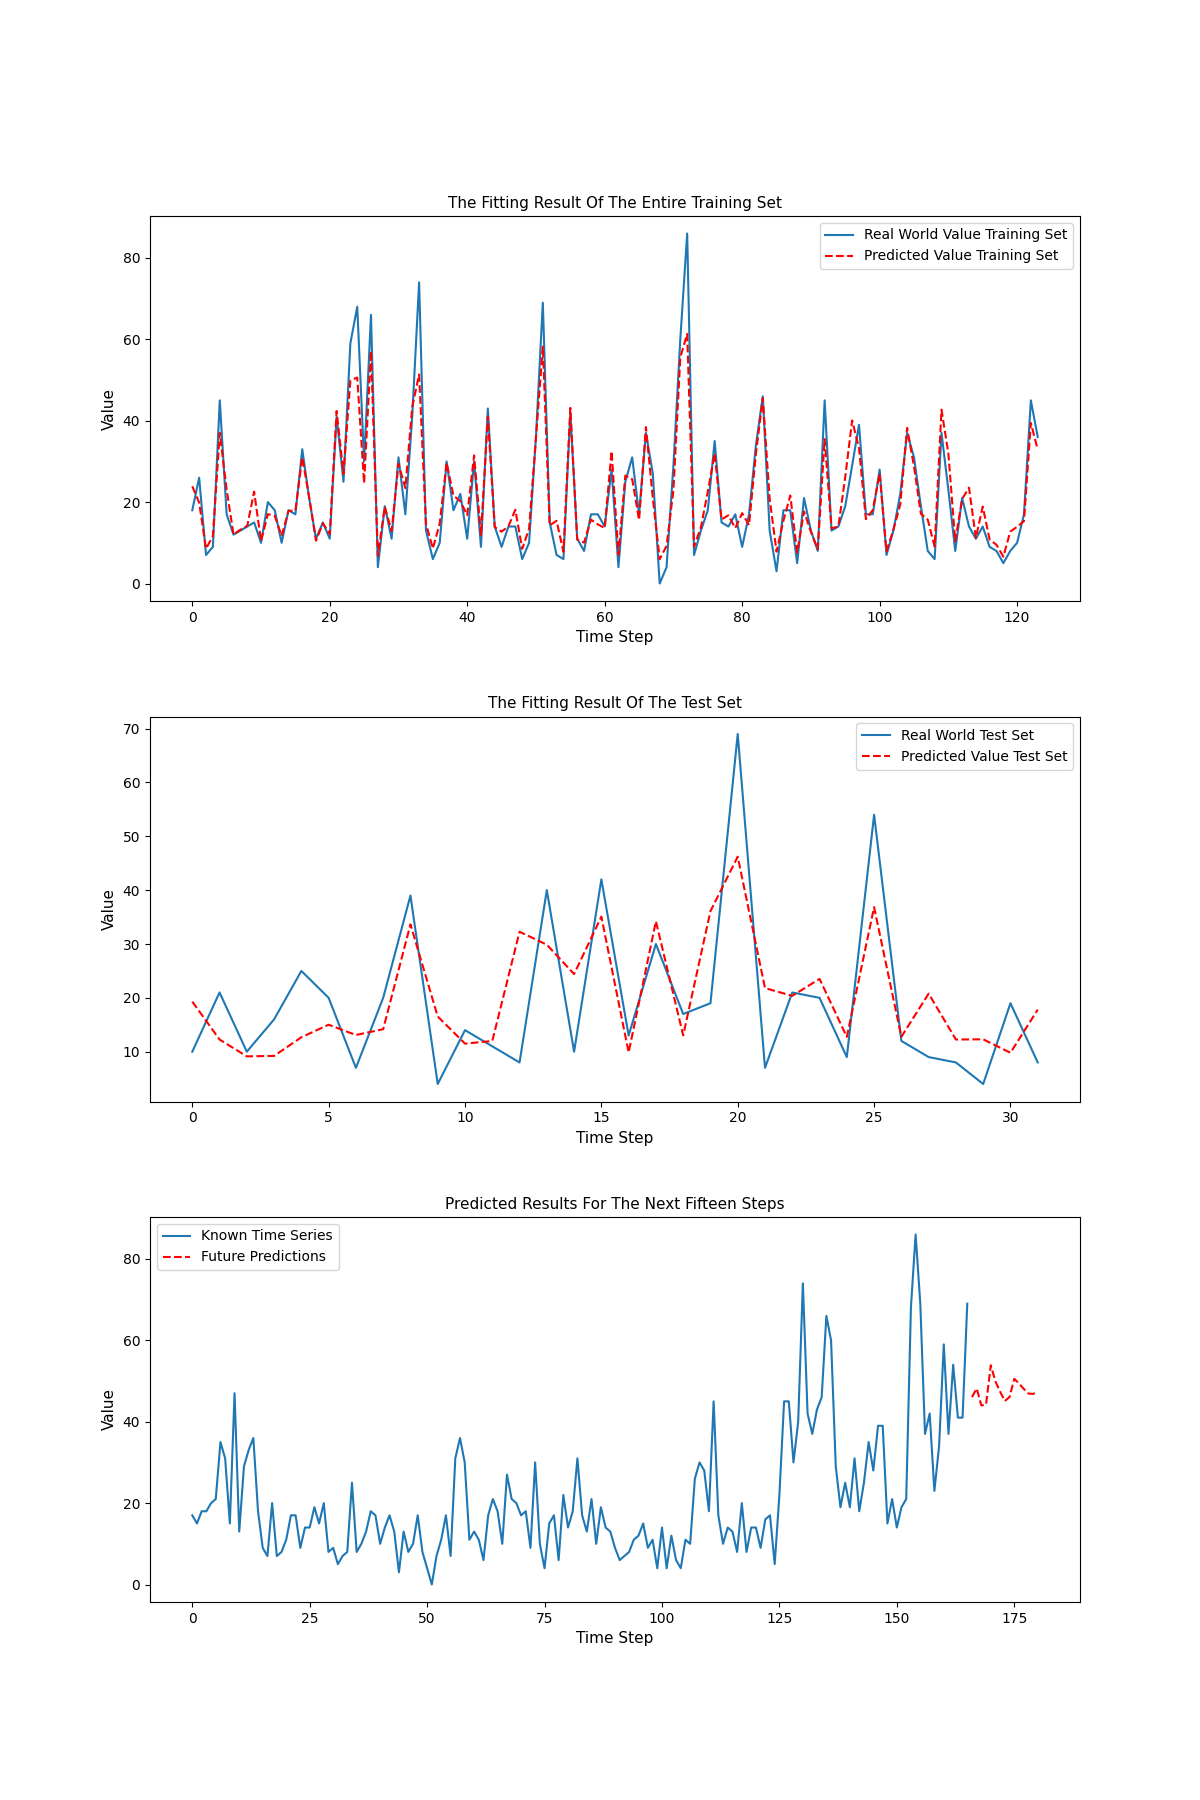 The Fitting Result Of The Entire Training Set
Real World Value Training Set
Predicted Value Training Set
Value
80
60
40
20
0
0 20 40 60 80 100 120
Time Step
The Fitting Result Of The Test Set
Real World Test Set
Predicted Value Test Set
Value
70
60
50
40
30
20
10
0 5 10 15 20 25 30
Time Step
Predicted Results For The Next Fifteen Steps
Known Time Series
Future Predictions
Value
80
60
40
20
0
0 25 50 75 100 125 150 175
Time Step